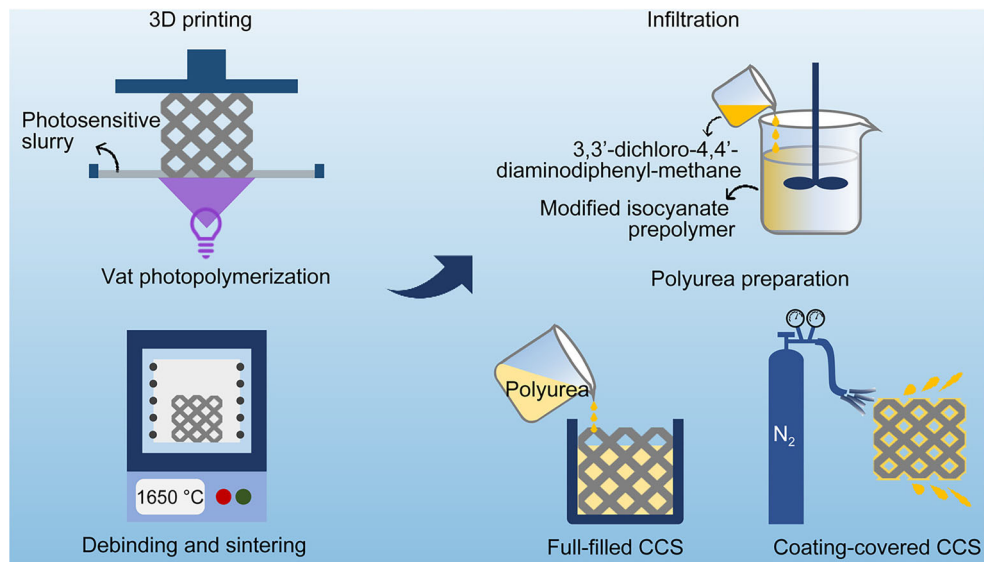 3D printing
Photosensitive
slurry
Vat photopolymerization
1650 °C
Debinding and sintering
Infiltration
3,3'-dichloro-4,4'-
diaminodiphenyl-methane
Modified isocyanate
prepolymer
Polyurea preparation
Polyurea
Full-filled CCS
N₂
Coating-covered CCS